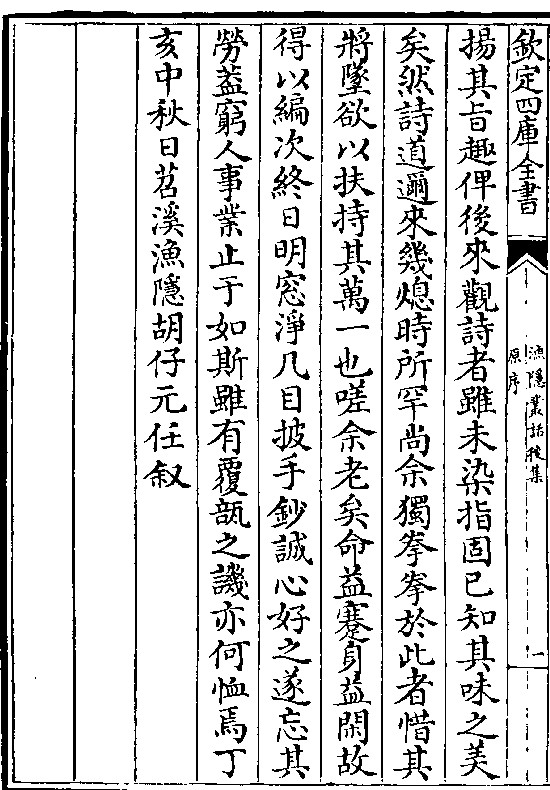 欽定四庫全書
漁隱叢話後集
原序
一
揚其旨趣俾後來觀詩者雖未染指固已知其味之美
矣然詩道邇來幾熄時所罕尚余獨拳拳於此者惜其
將墜欲以扶持其萬一也嗟余老矣命益蹇身益閑故
得以編次終日明窓淨几目披手鈔誠心好之遂忘其
勞蓋窮人事業止于如斯雖有覆瓿之譏亦何恤焉丁
亥中秋日苕溪漁隱胡仔元任叙